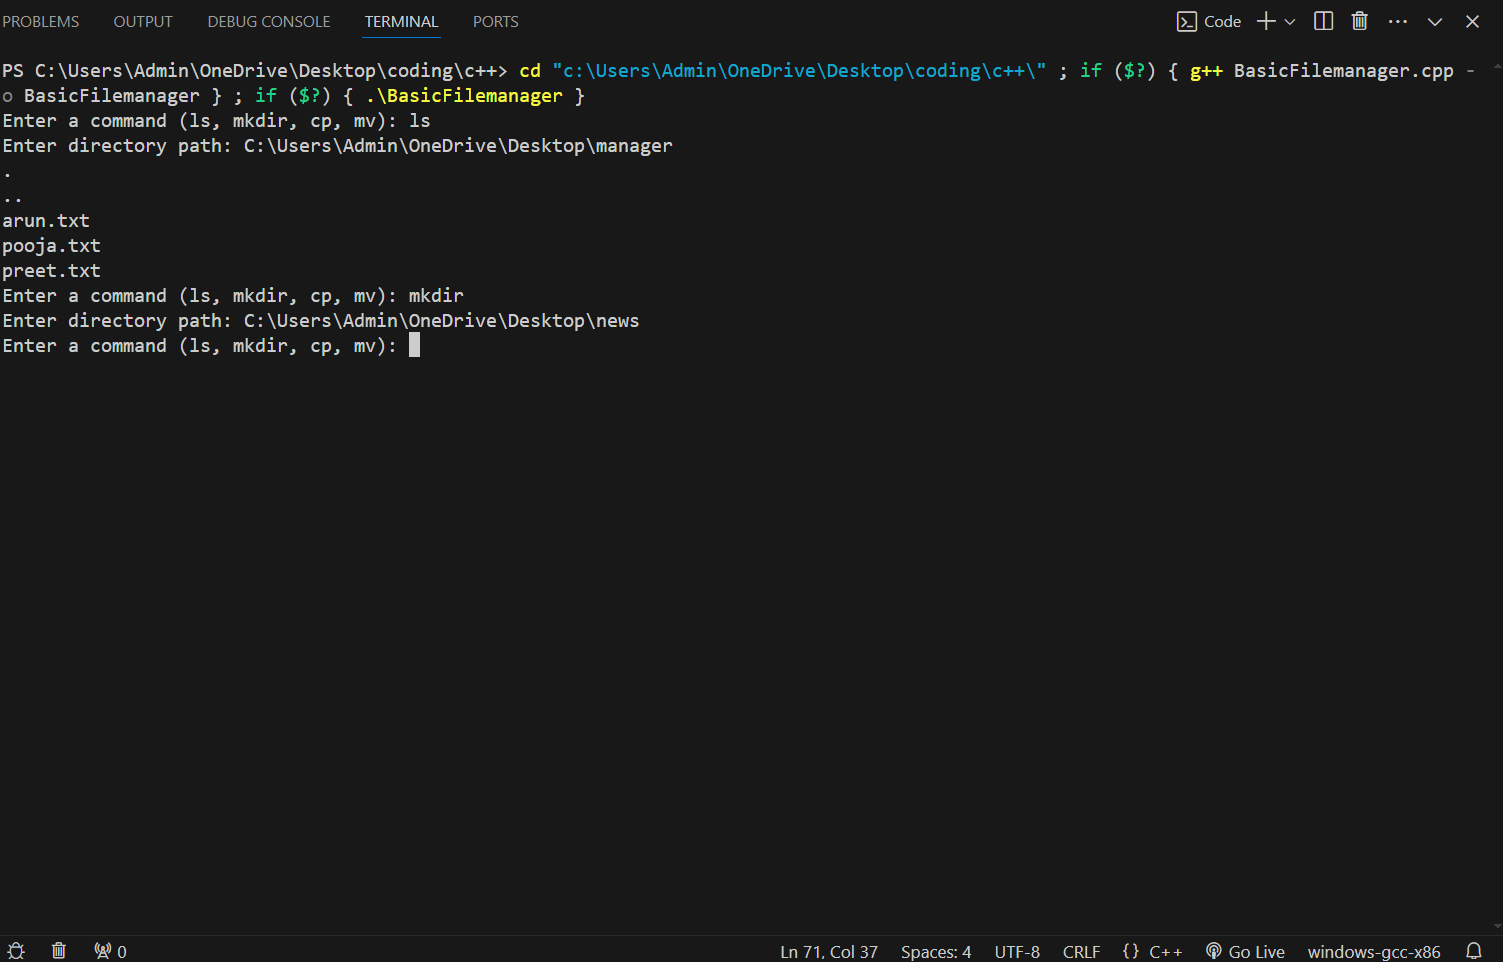 PROBLEMS OUTPUT DEBUG CONSOLE TERMINAL PORTS Code
PS C:\Users\Admin\OneDrive\Desktop\coding\c++> cd "c:\Users\Admin\OneDrive\Desktop\coding\c++\" ; if ($?) { g++ BasicFilemanager.cpp -
o BasicFilemanager } ; if ($?) { .\BasicFilemanager }
Enter a command (ls, mkdir, cp, mv): ls
Enter directory path: C:\Users\Admin\OneDrive\Desktop\manager
.
..
arun.txt
pooja.txt
preet.txt
Enter a command (ls, mkdir, cp, mv): mkdir
Enter directory path: C:\Users\Admin\OneDrive\Desktop\news
Enter a command (ls, mkdir, cp, mv):
0 Ln 71, Col 37 Spaces: 4 UTF-8 CRLF {} C++ Go Live windows-gcc-x86